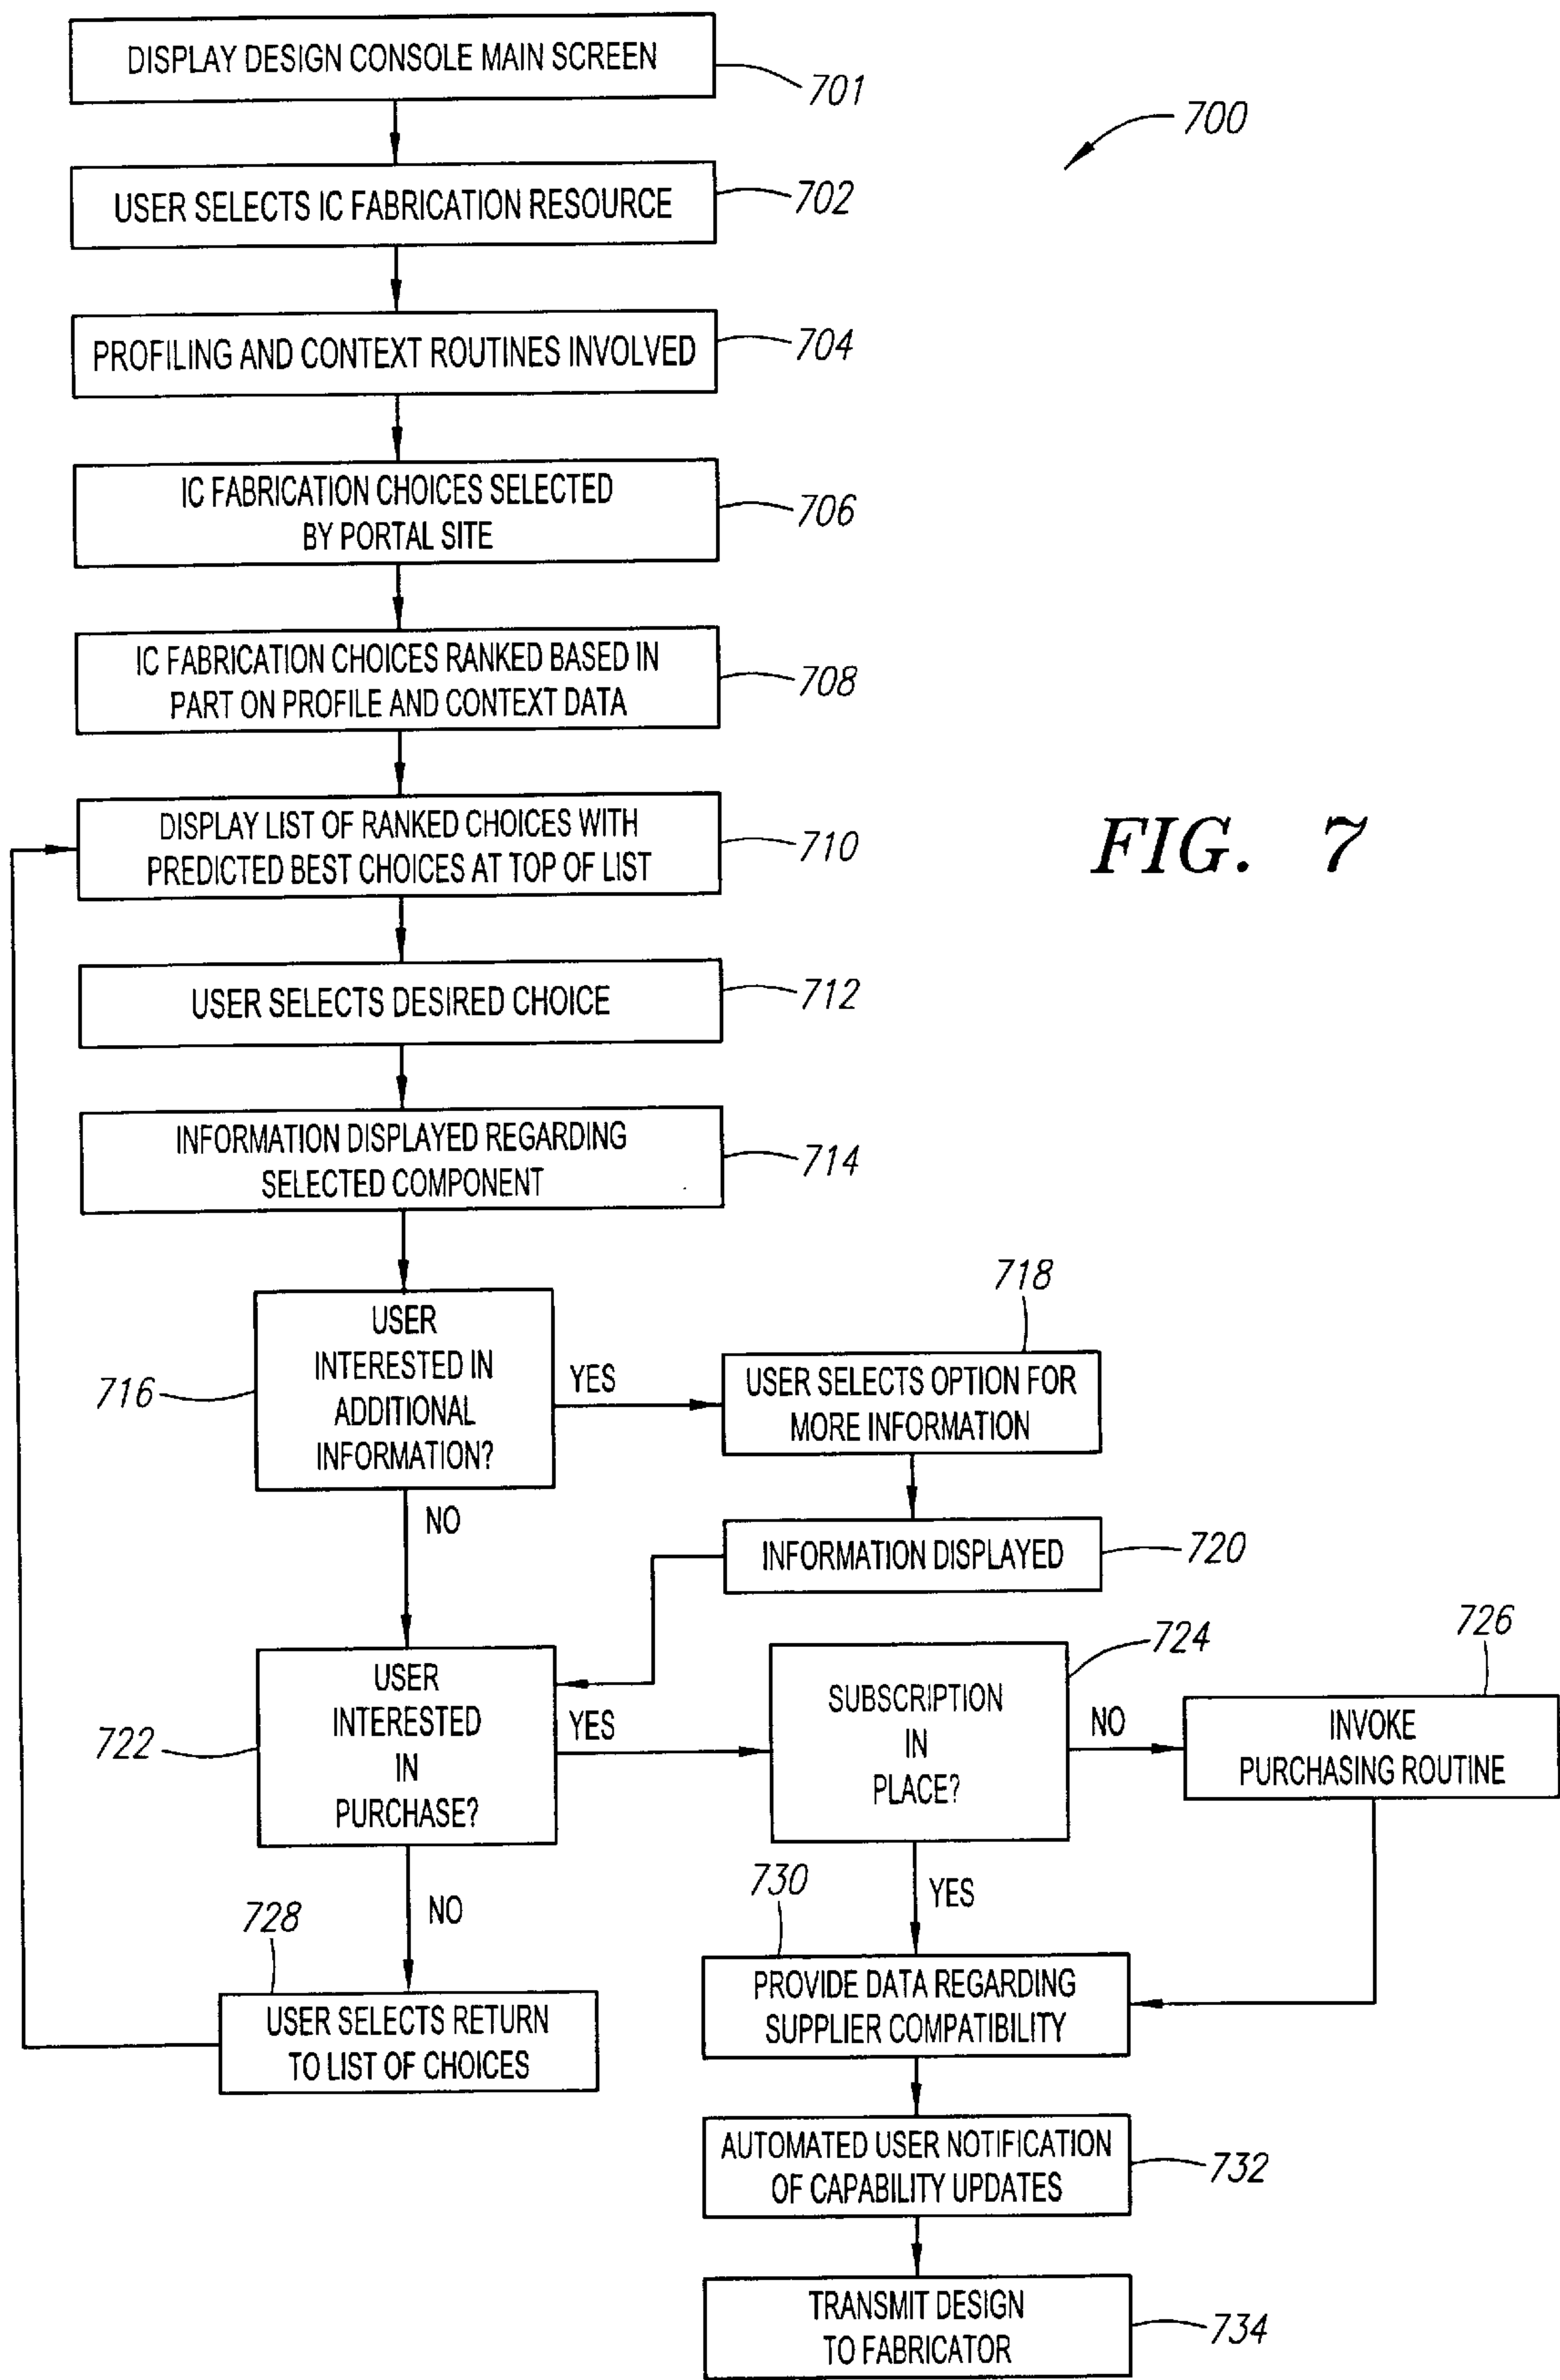 DISPLAY DESIGN CONSOLE MAIN SCREEN
701
700
USER SELECTS IC FABRICATION RESOURCE
702
PROFILING AND CONTEXT ROUTINES INVOLVED
704
IC FABRICATION CHOICES SELECTED
BY PORTAL SITE
706
IC FABRICATION CHOICES RANKED BASED IN
PART ON PROFILE AND CONTEXT DATA
708
DISPLAY LIST OF RANKED CHOICES WITH
PREDICTED BEST CHOICES AT TOP OF LIST
710
FIG. 7
USER SELECTS DESIRED CHOICE
712
INFORMATION DISPLAYED REGARDING
SELECTED COMPONENT
714
USER
INTERESTED IN
ADDITIONAL
INFORMATION?
716
YES
NO
718
USER SELECTS OPTION FOR
MORE INFORMATION
INFORMATION DISPLAYED
720
USER
INTERESTED
IN
PURCHASE?
722
YES
NO
724
SUBSCRIPTION
IN
PLACE?
NO
YES
726
INVOKE
PURCHASING ROUTINE
728
USER SELECTS RETURN
TO LIST OF CHOICES
730
PROVIDE DATA REGARDING
SUPPLIER COMPATIBILITY
AUTOMATED USER NOTIFICATION
OF CAPABILITY UPDATES
732
TRANSMIT DESIGN
TO FABRICATOR
734